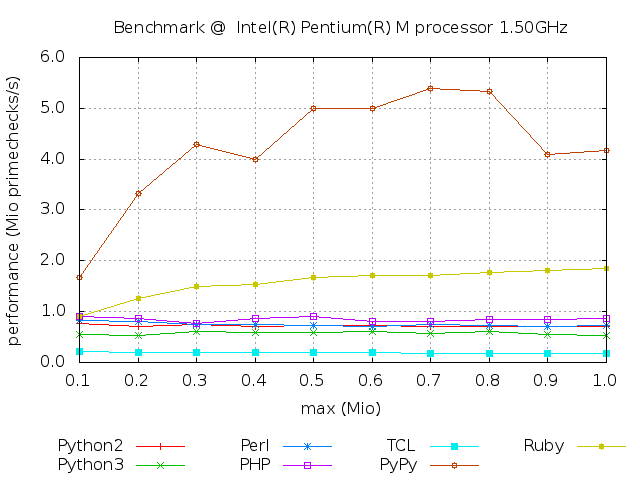 Benchmark @ Intel(R) Pentium(R) M processor 1.50GHz
performance (Mio primechecks/s)
6.0
5.0
4.0
3.0
2.0
1.0
0.0
0.1 0.2 0.3 0.4 0.5 0.6 0.7 0.8 0.9 1.0
max (Mio)
Python2 Perl TCL Ruby
Python3 PHP PyPy